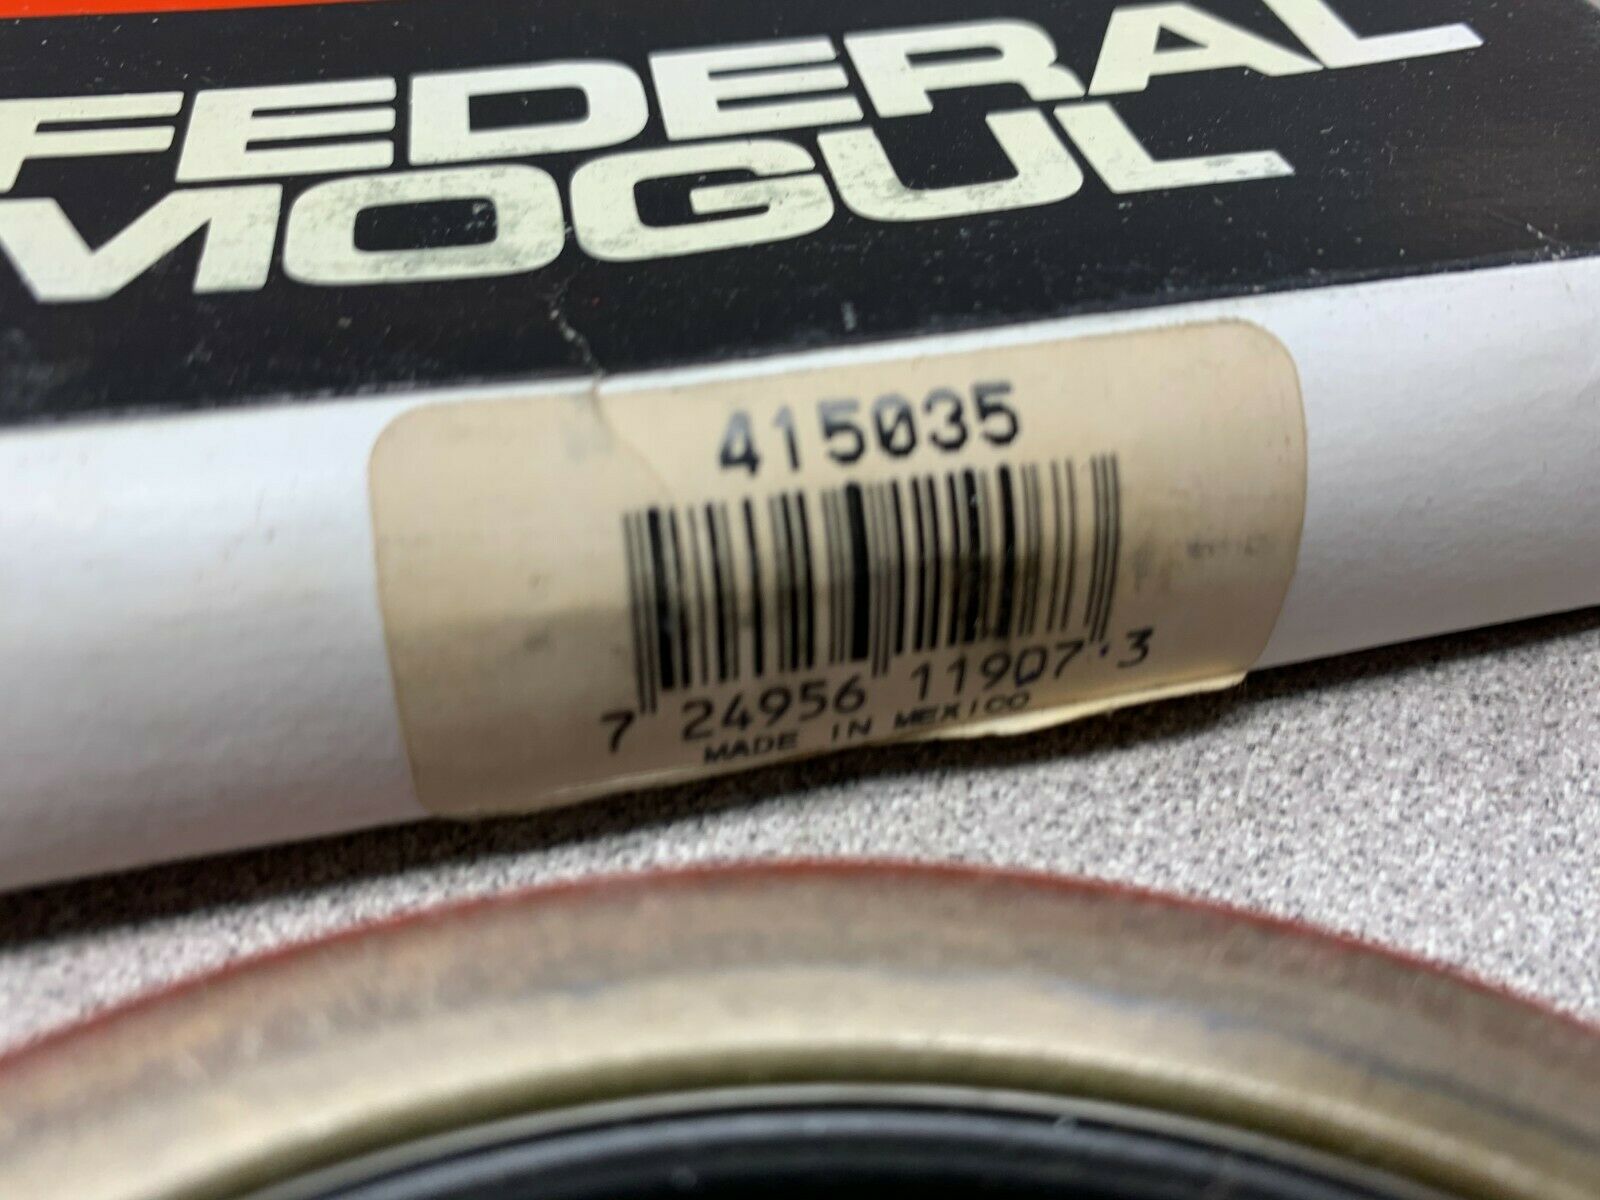 FEDERAL
MOGUL
415035
7 24956 11907 3
MADE IN MEXICO